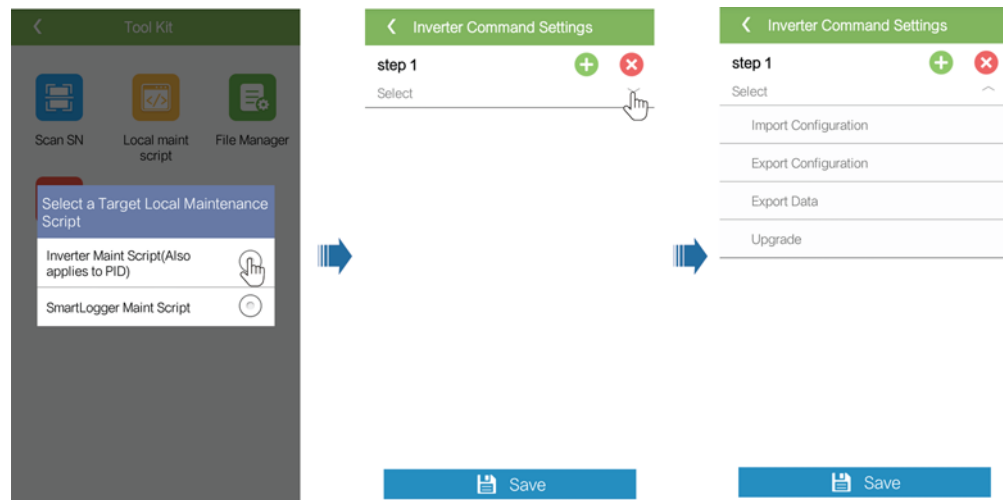 Tool Kit
Scan SN
Local maint
script
File Manager
Select a Target Local Maintenance
Script
Inverter Maint Script(Also
applies to PID)
SmartLogger Maint Script
Inverter Command Settings
step 1
Select
Save
Inverter Command Settings
step 1
Select
Import Configuration
Export Configuration
Export Data
Upgrade
Save